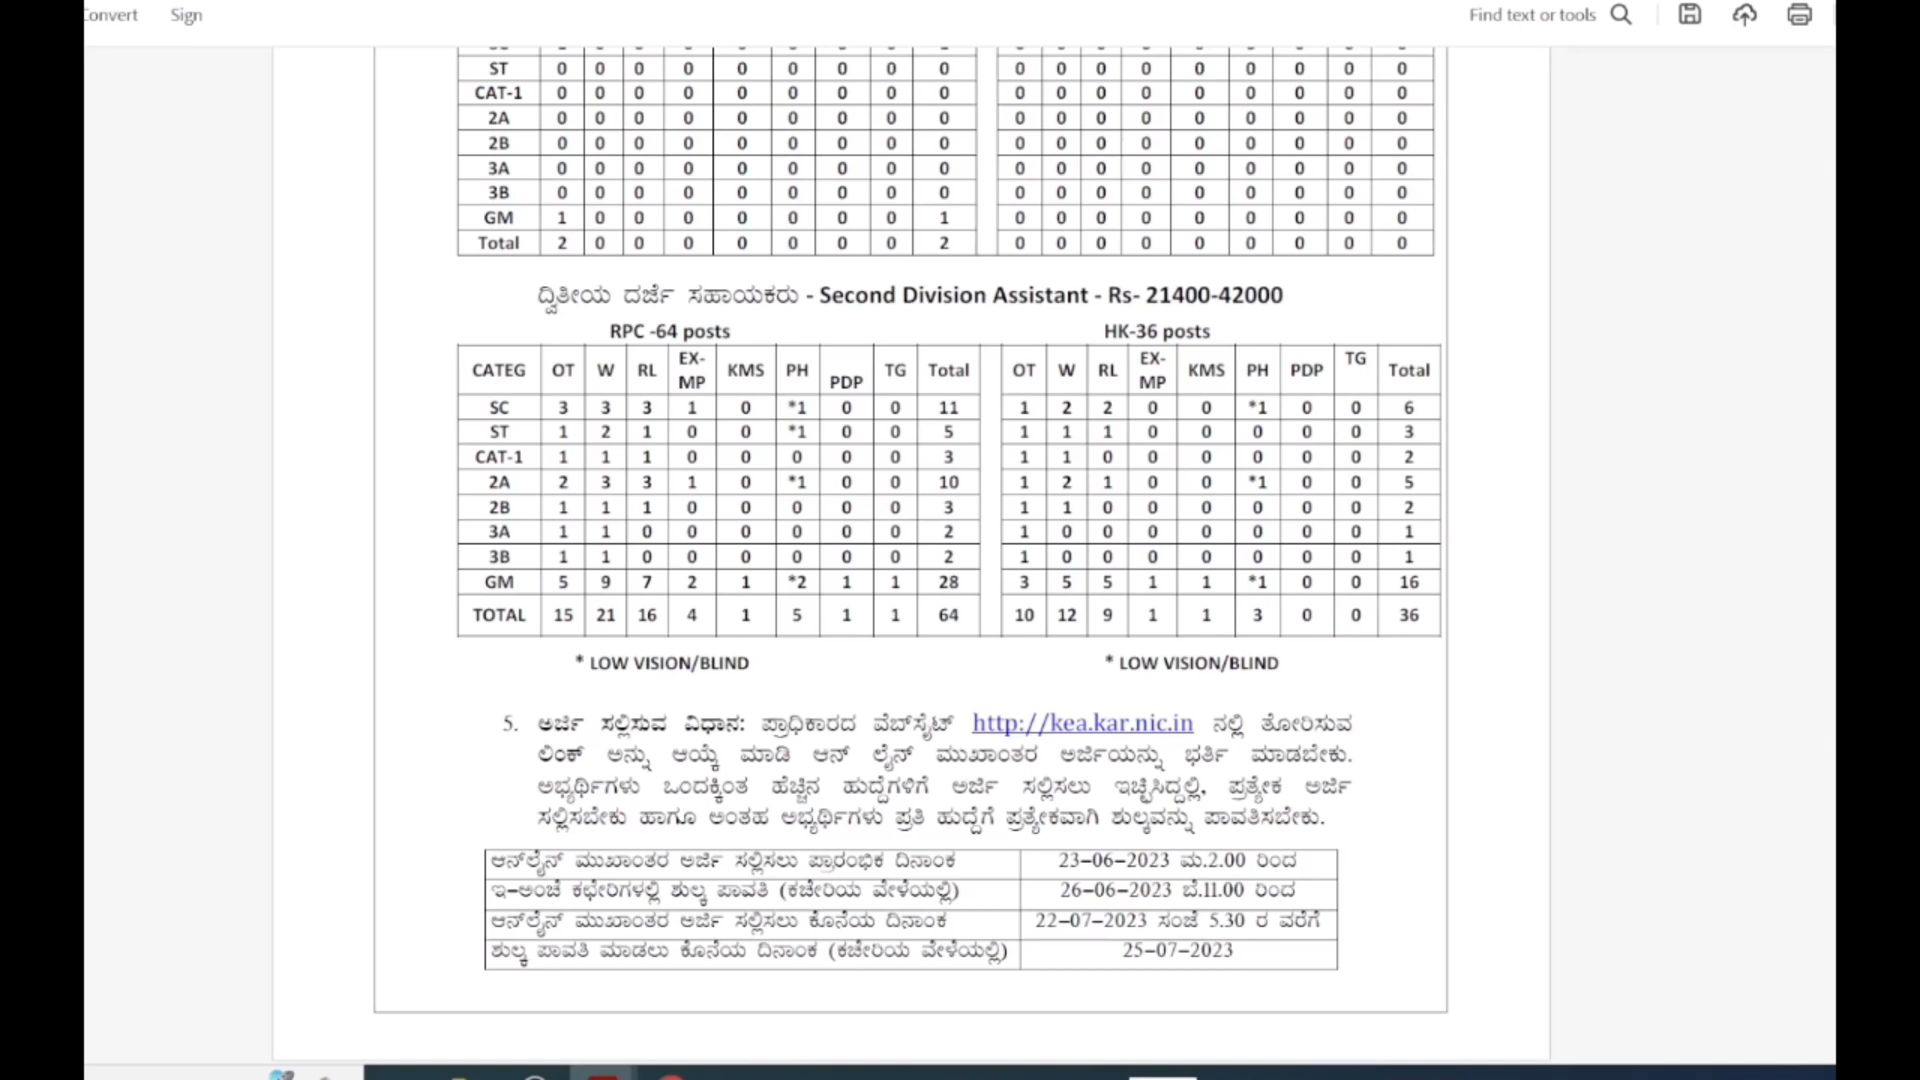 Convert Sign Find text or tools
ST 0 0 0 0 0 0 0 0 0 0 0 0 0 0 0 0 0 0
CAT-1 0 0 0 0 0 0 0 0 0 0 0 0 0 0 0 0 0 0
2A 0 0 0 0 0 0 0 0 0 0 0 0 0 0 0 0 0 0
2B 0 0 0 0 0 0 0 0 0 0 0 0 0 0 0 0 0 0
3A 0 0 0 0 0 0 0 0 0 0 0 0 0 0 0 0 0 0
3B 0 0 0 0 0 0 0 0 0 0 0 0 0 0 0 0 0 0
GM 1 0 0 0 0 0 0 0 1 0 0 0 0 0 0 0 0 0
Total 2 0 0 0 0 0 0 0 2 0 0 0 0 0 0 0 0 0
ದ್ವಿತೀಯ ದರ್ಜೆ ಸಹಾಯಕರು - Second Division Assistant - Rs- 21400-42000
RPC -64 posts HK-36 posts
CATEG OT W RL EX-MP KMS PH PDP TG Total OT W RL EX-MP KMS PH PDP TG Total
SC 3 3 3 1 0 *1 0 0 11 1 2 2 0 0 *1 0 0 6
ST 1 2 1 0 0 *1 0 0 5 1 1 1 0 0 0 0 0 3
CAT-1 1 1 1 0 0 0 0 0 3 1 1 0 0 0 0 0 0 2
2A 2 3 3 1 0 *1 0 0 10 1 2 1 0 0 *1 0 0 5
2B 1 1 1 0 0 0 0 0 3 1 1 0 0 0 0 0 0 2
3A 1 1 0 0 0 0 0 0 2 1 0 0 0 0 0 0 0 1
3B 1 1 0 0 0 0 0 0 2 1 0 0 0 0 0 0 0 1
GM 5 9 7 2 1 *2 1 1 28 3 5 5 1 1 *1 0 0 16
TOTAL 15 21 16 4 1 5 1 1 64 10 12 9 1 1 3 0 0 36
* LOW VISION/BLIND * LOW VISION/BLIND
5. ಅರ್ಜಿ ಸಲ್ಲಿಸುವ ವಿಧಾನ: ಪ್ರಾಧಿಕಾರದ ವೆಬ್‌ಸೈಟ್ http://kea.kar.nic.in ನಲ್ಲಿ ತೋರಿಸುವ
ಲಿಂಕ್ ಅನ್ನು ಆಯ್ಕೆ ಮಾಡಿ ಆನ್ ಲೈನ್ ಮುಖಾಂತರ ಅರ್ಜಿಯನ್ನು ಭರ್ತಿ ಮಾಡಬೇಕು.
ಅಭ್ಯರ್ಥಿಗಳು ಒಂದಕ್ಕಿಂತ ಹೆಚ್ಚಿನ ಹುದ್ದೆಗಳಿಗೆ ಅರ್ಜಿ ಸಲ್ಲಿಸಲು ಇಚ್ಛಿಸಿದ್ದಲ್ಲಿ, ಪ್ರತ್ಯೇಕ ಅರ್ಜಿ
ಸಲ್ಲಿಸಬೇಕು ಹಾಗೂ ಅಂತಹ ಅಭ್ಯರ್ಥಿಗಳು ಪ್ರತಿ ಹುದ್ದೆಗೆ ಪ್ರತ್ಯೇಕವಾಗಿ ಶುಲ್ಕವನ್ನು ಪಾವತಿಸಬೇಕು.
ಆನ್‌ಲೈನ್ ಮುಖಾಂತರ ಅರ್ಜಿ ಸಲ್ಲಿಸಲು ಪ್ರಾರಂಭಿಕ ದಿನಾಂಕ 23-06-2023 ಮ.2.00 ರಿಂದ
ಇ-ಅಂಚೆ ಕಛೇರಿಗಳಲ್ಲಿ ಶುಲ್ಕ ಪಾವತಿ (ಕಚೇರಿಯ ವೇಳೆಯಲ್ಲಿ) 26-06-2023 ಬೆ.11.00 ರಿಂದ
ಆನ್‌ಲೈನ್ ಮುಖಾಂತರ ಅರ್ಜಿ ಸಲ್ಲಿಸಲು ಕೊನೆಯ ದಿನಾಂಕ 22-07-2023 ಸಂಜೆ 5.30 ರ ವರೆಗೆ
ಶುಲ್ಕ ಪಾವತಿ ಮಾಡಲು ಕೊನೆಯ ದಿನಾಂಕ (ಕಚೇರಿಯ ವೇಳೆಯಲ್ಲಿ) 25-07-2023